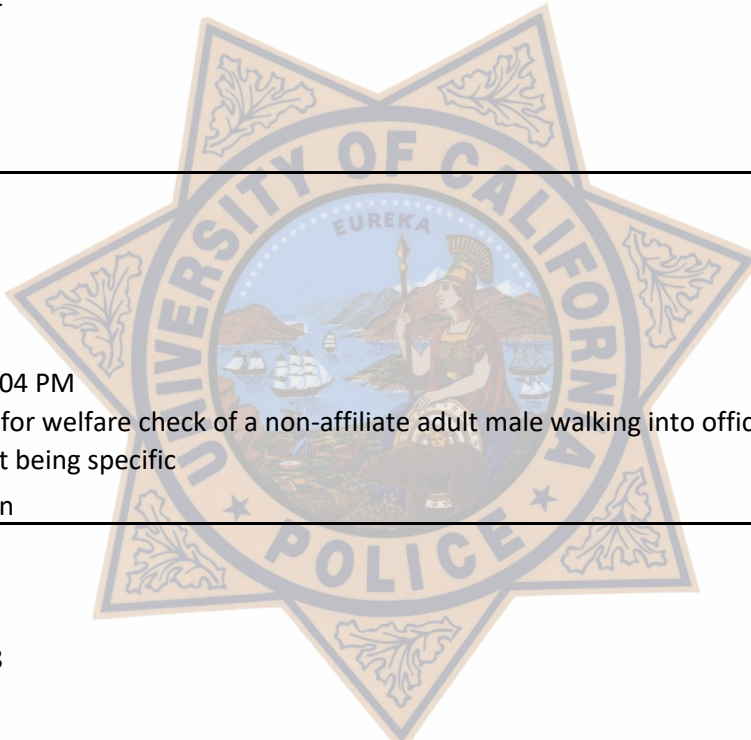 UNIVERSITY OF CALIFORNIA
EUREKA
04 PM
for welfare check of a non-affiliate adult male walking into offic
t being specific
n
POLICE